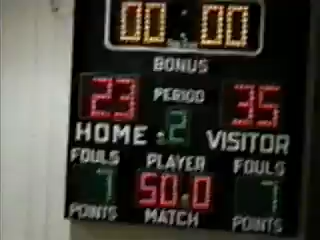 00 : 00
BONUS
23 PERIOD 35
HOME 2 VISITOR
FOULS PLAYER FOULS
7 50.0 7
POINTS MATCH POINTS